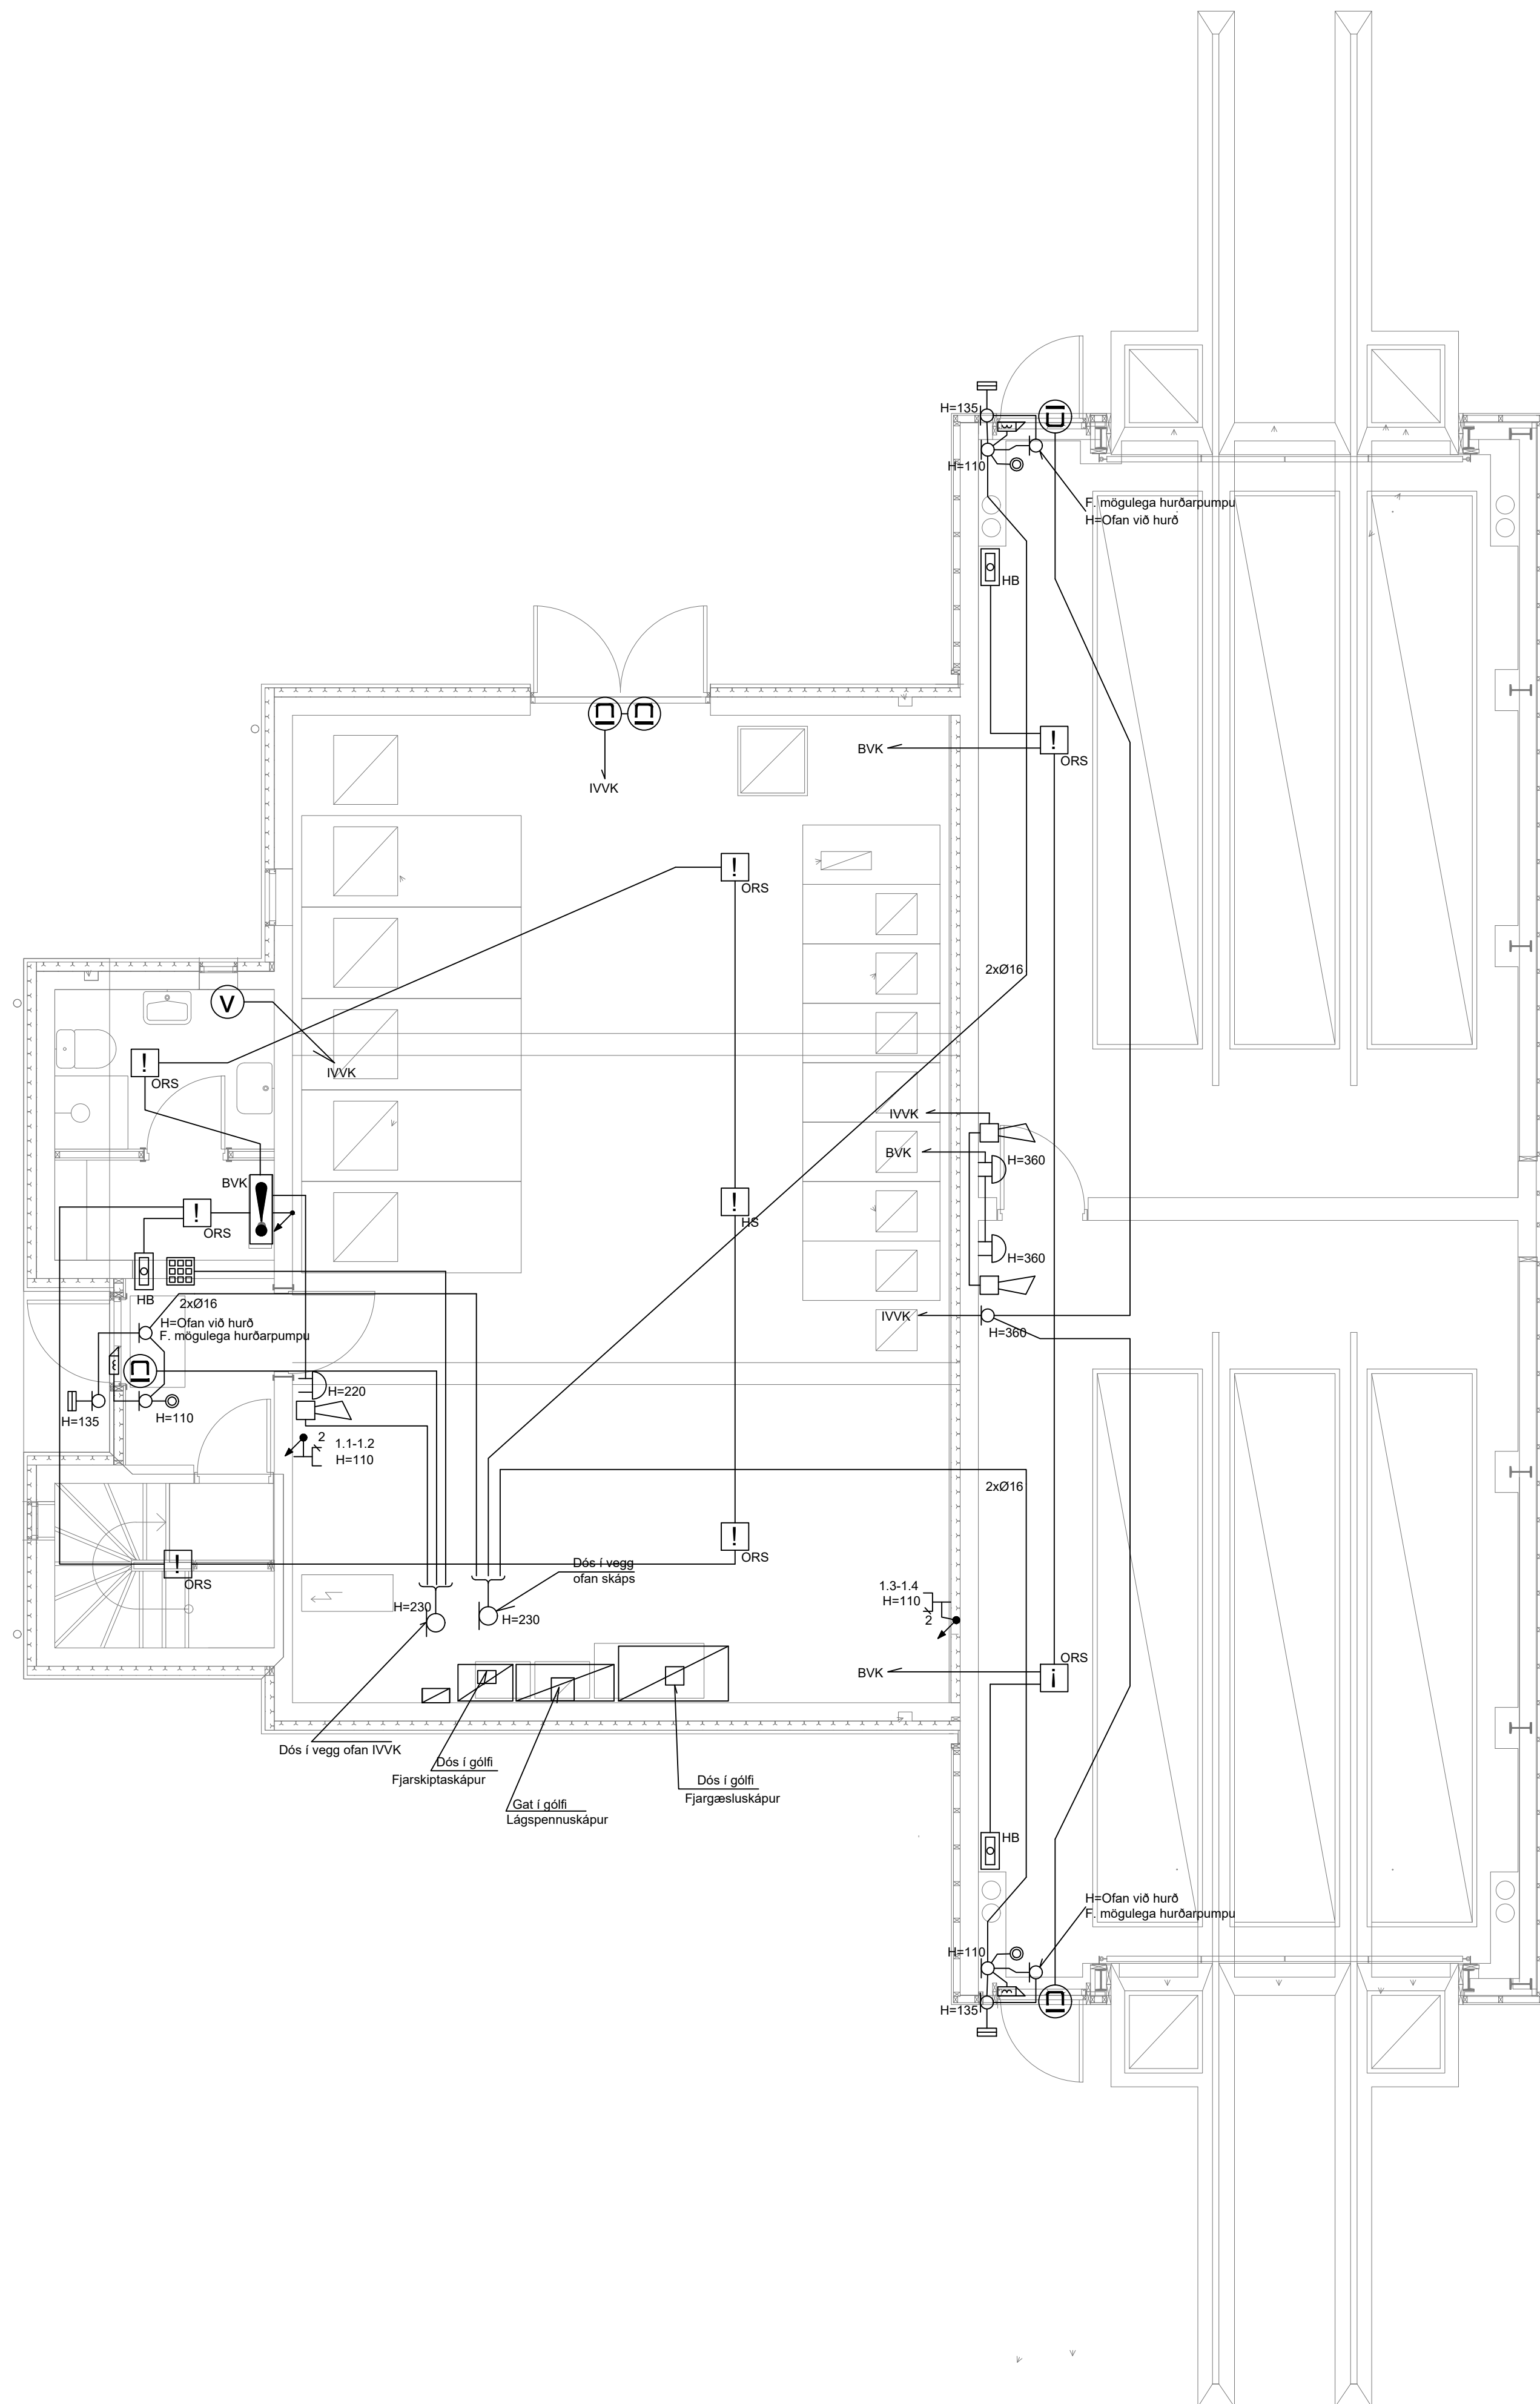 H=135
H=110
F. mögulega hurðarpumpu
H=Ofan við hurð
HB
!
BVK
ORS
IVVK
!
ORS
2xØ16
V
IVVK
!
ORS
IVVK
BVK
H=360
BVK
!
HS
!
ORS
H=360
HB
2xØ16
H=Ofan við hurð
F. mögulega hurðarpumpu
IVVK
H=360
H=220
H=135
H=110
2
1.1-1.2
H=110
2xØ16
!
ORS
!
ORS
Dós í vegg
ofan skáps
H=230
H=230
1.3-1.4
H=110
2
ORS
!
BVK
Dós í vegg ofan IVVK
Dós í gólfi
Fjarskiptaskápur
Gat í gólfi
Lágspennuskápur
Dós í gólfi
Fjargæsluskápur
HB
H=Ofan við hurð
F. mögulega hurðarpumpu
H=110
H=135